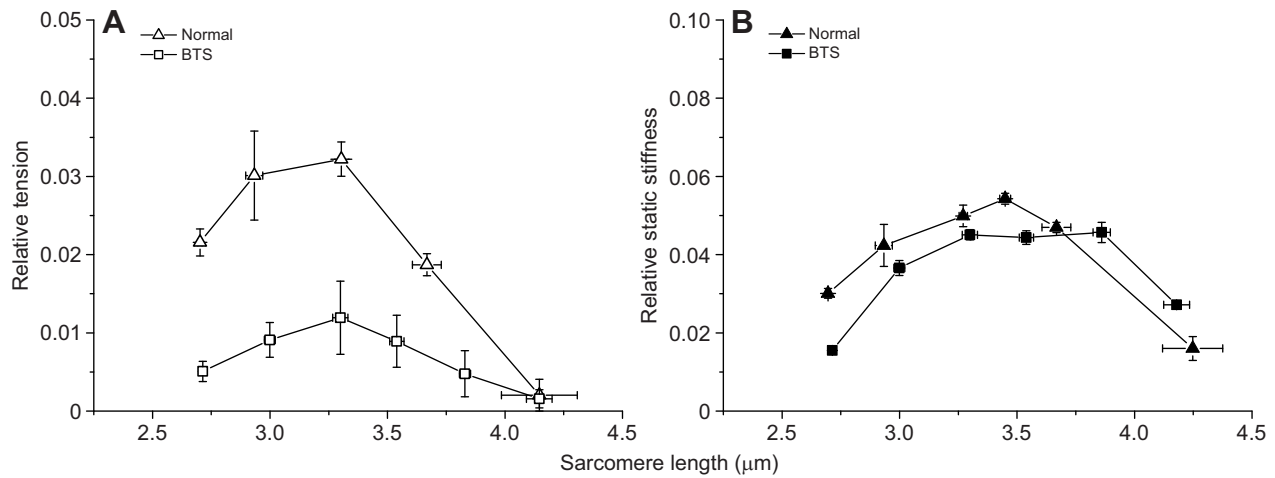 A
Normal
BTS
Relative tension
0.05
0.04
0.03
0.02
0.01
0
2.5 3.0 3.5 4.0 4.5
B
Normal
BTS
Relative static stiffness
0.10
0.08
0.06
0.04
0.02
0
2.5 3.0 3.5 4.0 4.5
Sarcomere length (μm)